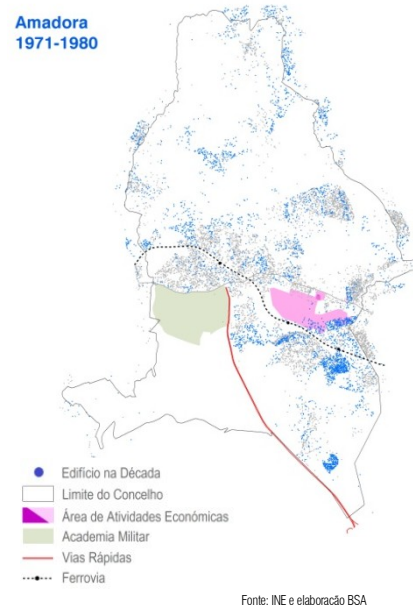 Amadora
1971-1980
Edifício na Década
Limite do Concelho
Área de Atividades Económicas
Academia Militar
Vias Rápidas
Ferrovia
Fonte: INE e elaboração BSA